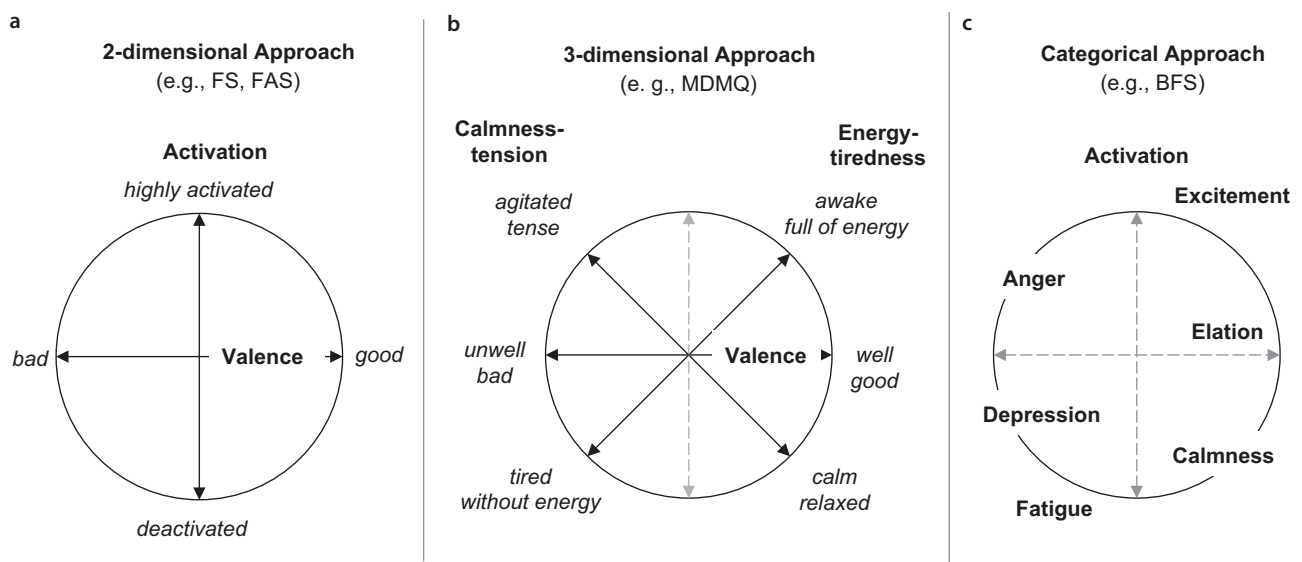 a
2-dimensional Approach
(e.g., FS, FAS)
Activation
highly activated
bad
Valence
good
deactivated
b
3-dimensional Approach
(e. g., MDMQ)
Calmness-
tension
Energy-
tiredness
agitated
tense
awake
full of energy
unwell
bad
Valence
well
good
tired
without energy
calm
relaxed
c
Categorical Approach
(e.g., BFS)
Activation
Excitement
Anger
Elation
Depression
Calmness
Fatigue